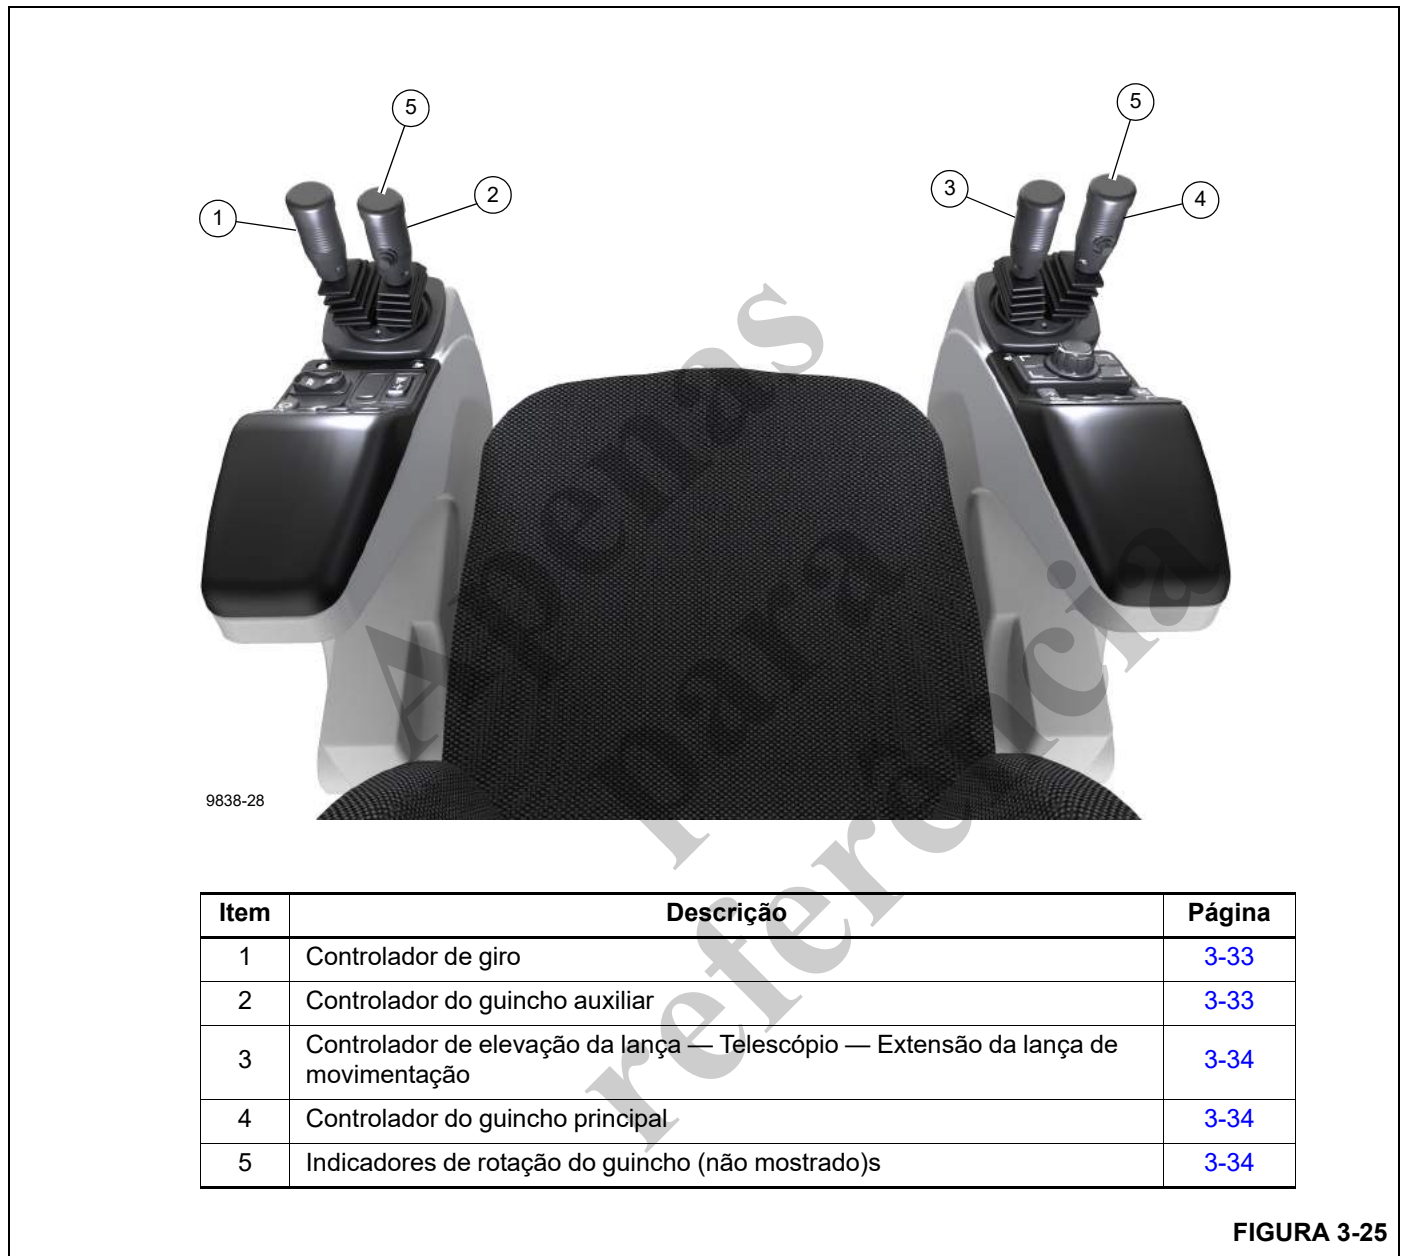 5
5
1
2
3
4
Apenas
para
referência
9838-28
Item Descrição Página
1 Controlador de giro 3-33
2 Controlador do guincho auxiliar 3-33
3 Controlador de elevação da lança — Telescópio — Extensão da lança de
movimentação 3-34
4 Controlador do guincho principal 3-34
5 Indicadores de rotação do guincho (não mostrado)s 3-34
FIGURA 3-25